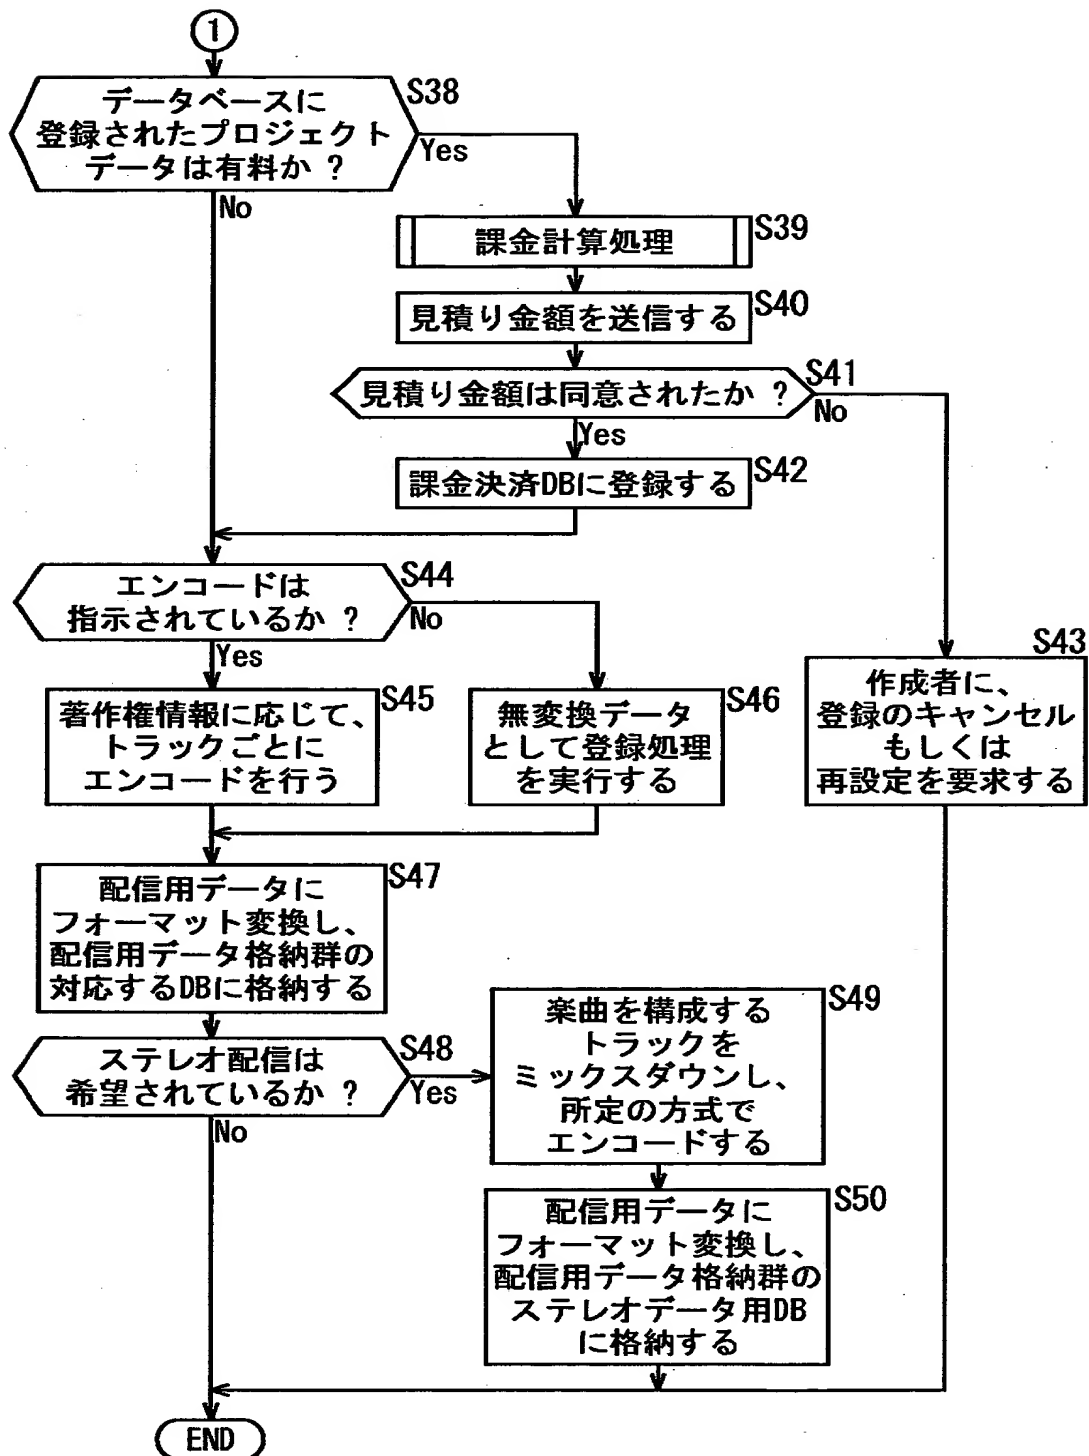 1
データベースに
登録されたプロジェクト
データは有料か ?
S38
Yes
No
課金計算処理
S39
見積り金額を送信する
S40
見積り金額は同意されたか ?
S41
No
Yes
課金決済DBに登録する
S42
エンコードは
指示されているか ?
S44
No
Yes
S43
作成者に、
登録のキャンセル
もしくは
再設定を要求する
著作権情報に応じて、
トラックごとに
エンコードを行う
S45
無変換データ
として登録処理
を実行する
S46
配信用データに
フォーマット変換し、
配信用データ格納群の
対応するDBに格納する
S47
ステレオ配信は
希望されているか ?
S48
Yes
No
楽曲を構成する
トラックを
ミックスダウンし、
所定の方式で
エンコードする
S49
配信用データに
フォーマット変換し、
配信用データ格納群の
ステレオデータ用DB
に格納する
S50
END